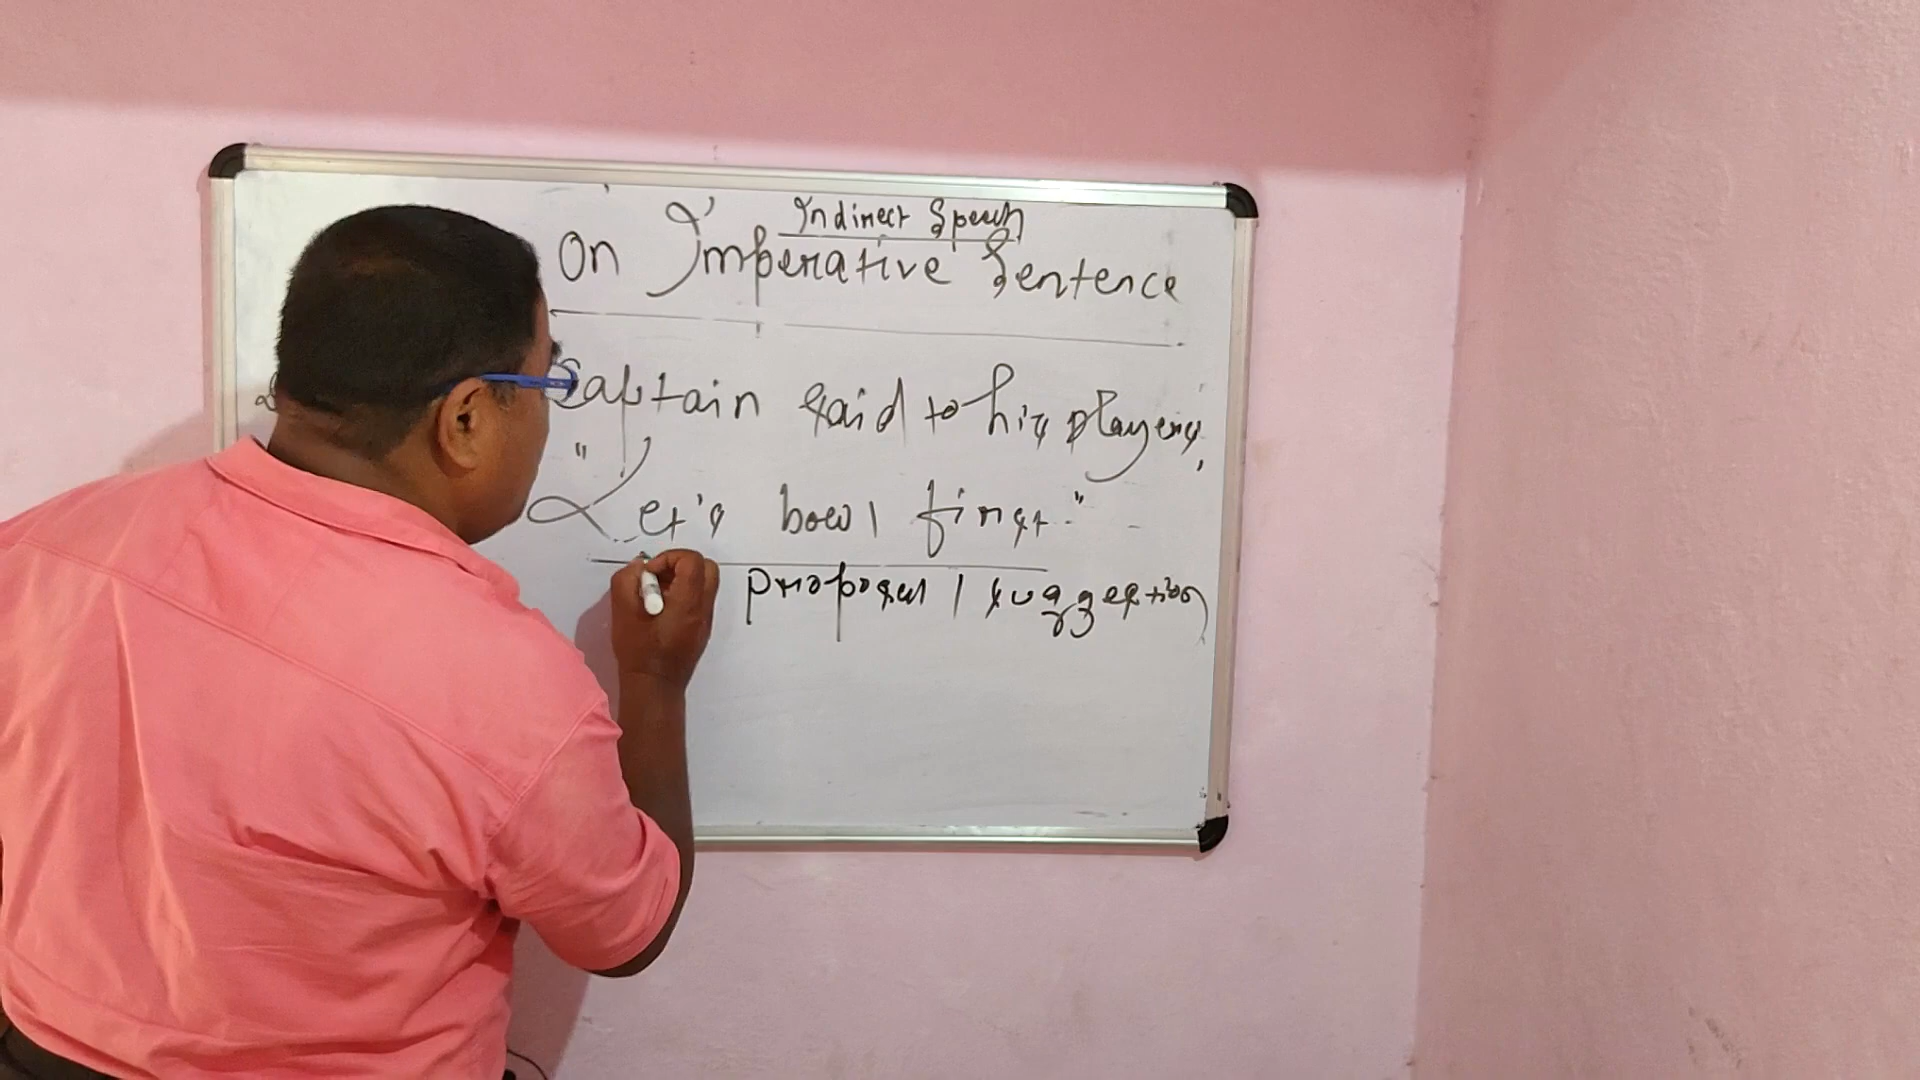 Indirect Speech
On Imperative Sentence
Captain said to his players,
"Let's bowl first."
proposal / suggestion